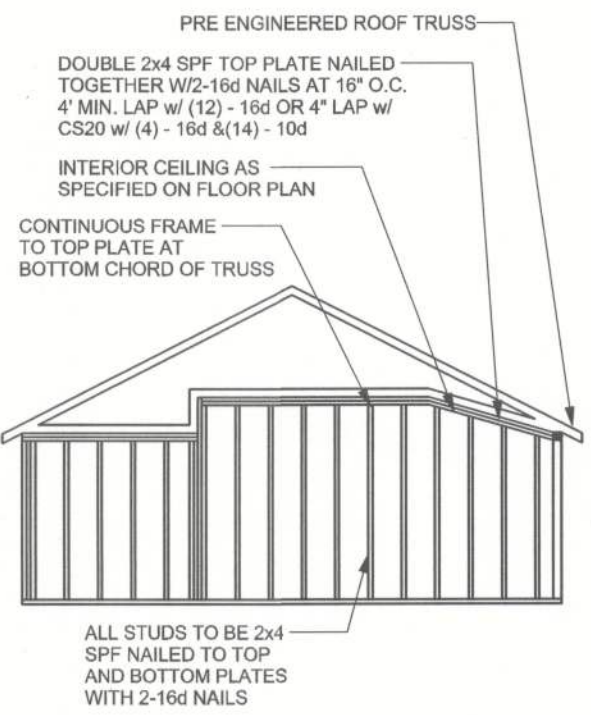 PRE ENGINEERED ROOF TRUSS
DOUBLE 2x4 SPF TOP PLATE NAILED
TOGETHER W/2-16d NAILS AT 16" O.C.
4' MIN. LAP w/ (12) - 16d OR 4" LAP w/
CS20 w/ (4) - 16d &(14) - 10d
INTERIOR CEILING AS
SPECIFIED ON FLOOR PLAN
CONTINUOUS FRAME
TO TOP PLATE AT
BOTTOM CHORD OF TRUSS
ALL STUDS TO BE 2x4
SPF NAILED TO TOP
AND BOTTOM PLATES
WITH 2-16d NAILS